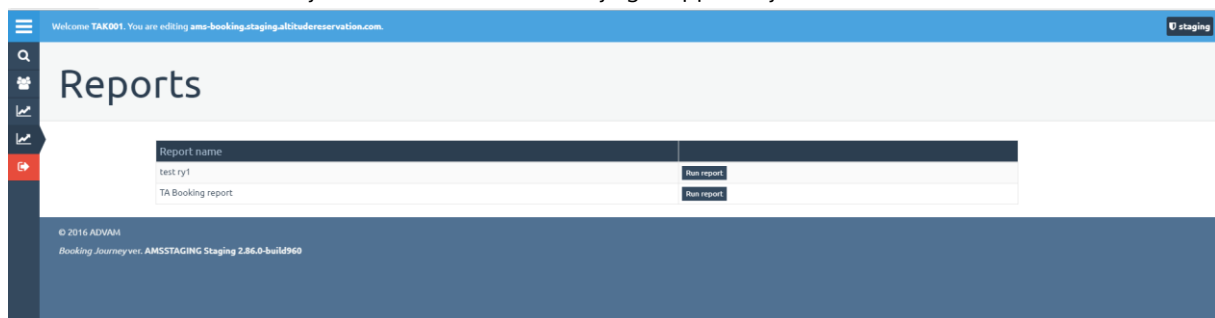 Welcome TAK001. You are editing ams-booking.staging.altitudereservation.com.
staging
Reports
Report name
test ry1 Run report
TA Booking report Run report
© 2016 ADVAM
Booking Journey ver. AMSSTAGING Staging 2.86.0-build960